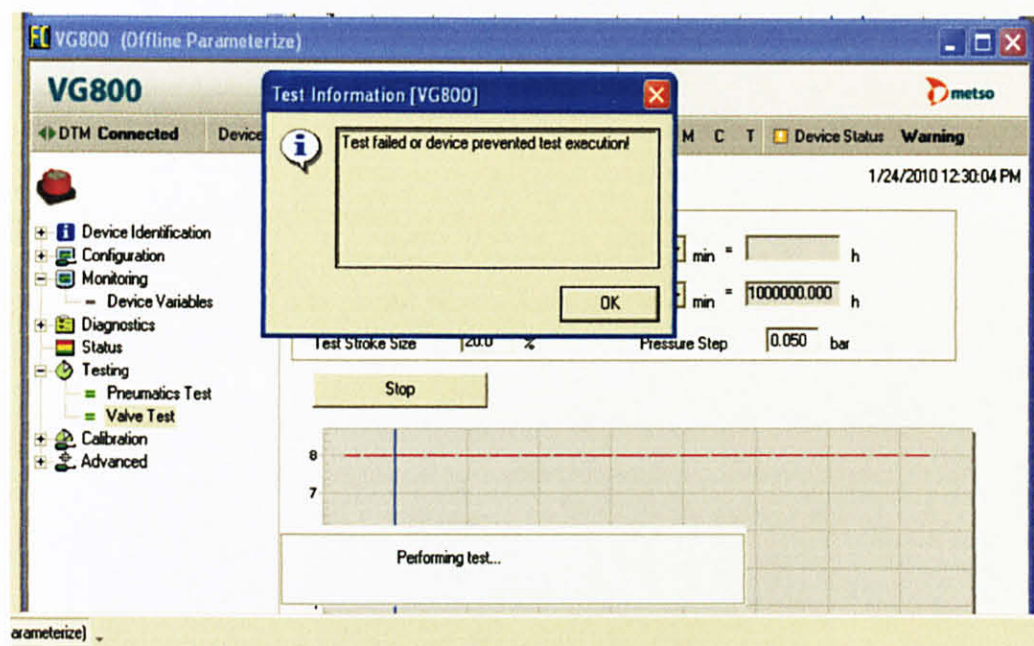 VG800 (Offline Parameterize)
VG800
metso
Test Information [VG800]
Test failed or device prevented test execution!
OK
DTM Connected
Device
M C T
Device Status Warning
1/24/2010 12:30:04 PM
Device Identification
Configuration
Monitoring
Device Variables
Diagnostics
Status
Testing
Pneumatics Test
Valve Test
Calibration
Advanced
min = h
min = 1000000.000 h
Test Stroke Size 20.0 %
Pressure Step 0.050 bar
Stop
8
7
Performing test...
arameterize)